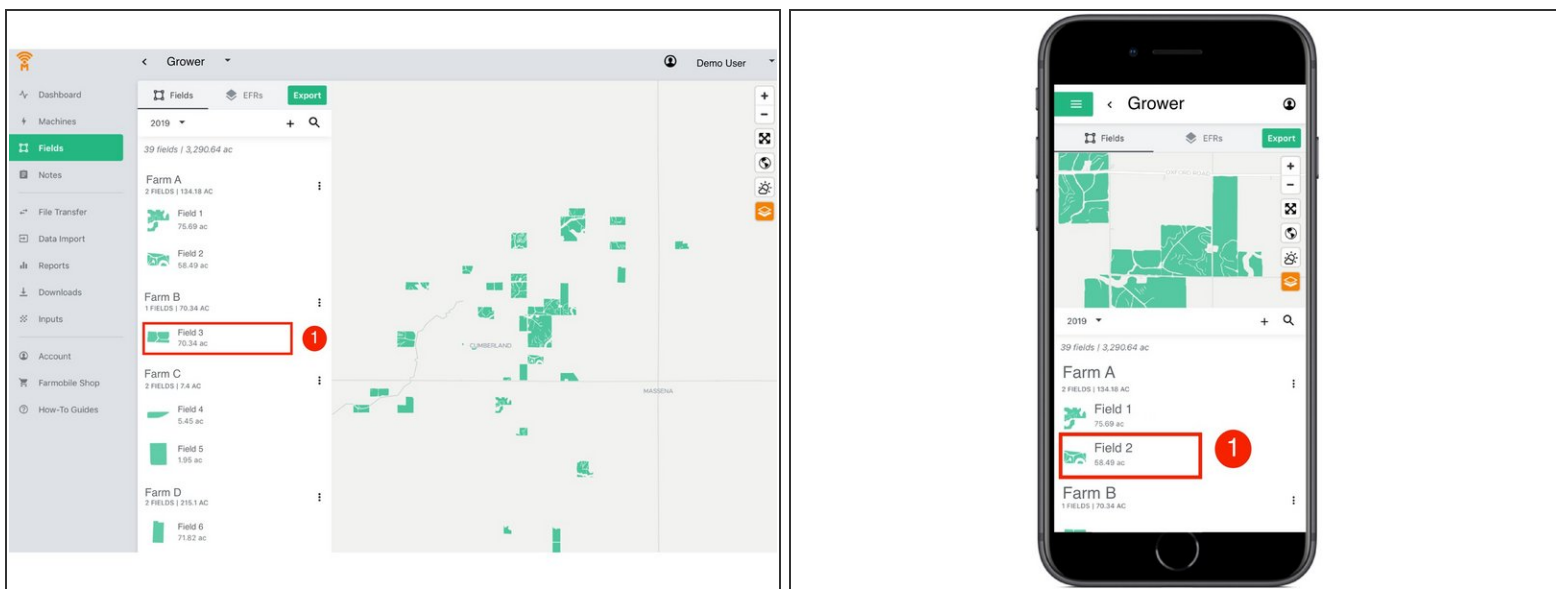 Grower
Demo User
Dashboard
Machines
Fields
Notes
File Transfer
Data Import
Reports
Downloads
Inputs
Account
Farmobile Shop
How-To Guides
Fields
EFRs
Export
2019
39 fields | 3,290.64 ac
Farm A
2 FIELDS | 134.18 AC
Field 1
75.69 ac
Field 2
58.49 ac
Farm B
1 FIELDS | 70.34 AC
Field 3
70.34 ac
1
Farm C
2 FIELDS | 7.4 AC
Field 4
5.45 ac
Field 5
1.95 ac
Farm D
2 FIELDS | 215.1 AC
Field 6
71.82 ac
CUMBERLAND
MASSENA
Grower
Fields
EFRs
Export
2019
39 fields | 3,290.64 ac
Farm A
2 FIELDS | 134.18 AC
Field 1
75.69 ac
Field 2
58.49 ac
1
Farm B
1 FIELDS | 70.34 AC